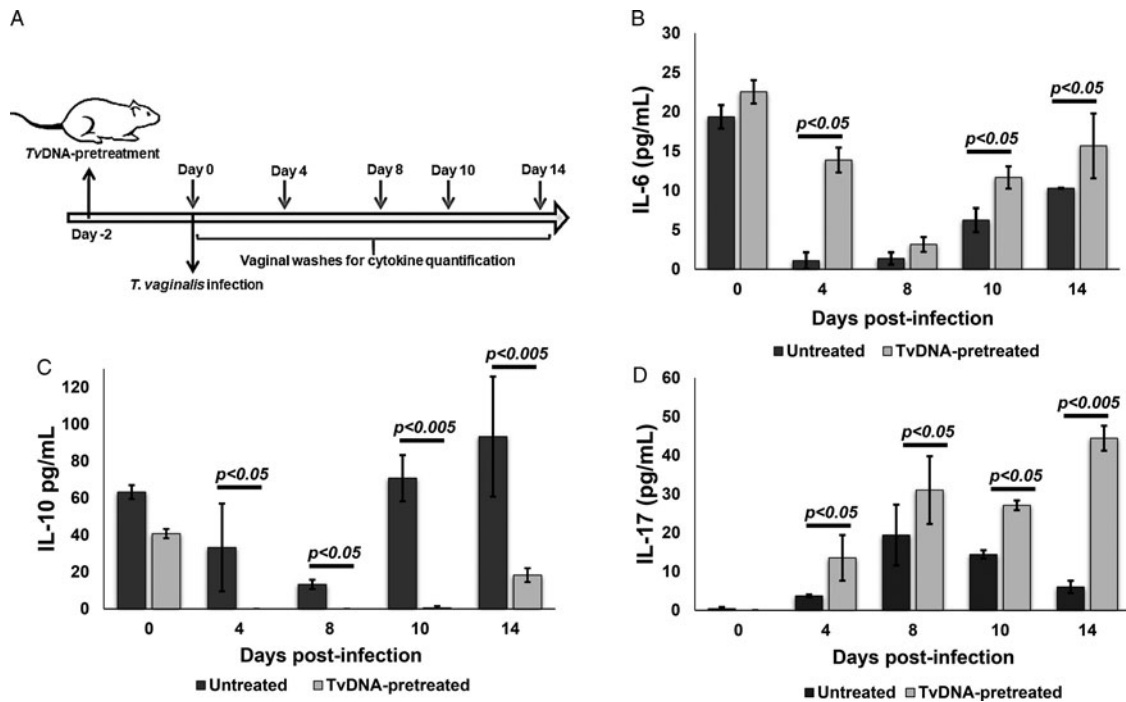 A
TvDNA-pretreatment
Day 0
Day 4
Day 8
Day 10
Day 14
Day -2
Vaginal washes for cytokine quantification
T. vaginalis infection
B
30
25
20
15
10
5
0
IL-6 (pg/mL)
p<0.05
p<0.05
p<0.05
0 4 8 10 14
Days post-infection
Untreated TvDNA-pretreated
C
120
100
80
60
40
20
0
IL-10 pg/mL
p<0.05
p<0.05
p<0.005
p<0.005
0 4 8 10 14
Days post-infection
Untreated TvDNA-pretreated
D
60
50
40
30
20
10
0
IL-17 (pg/mL)
p<0.05
p<0.05
p<0.05
p<0.005
0 4 8 10 14
Days post-infection
Untreated TvDNA-pretreated